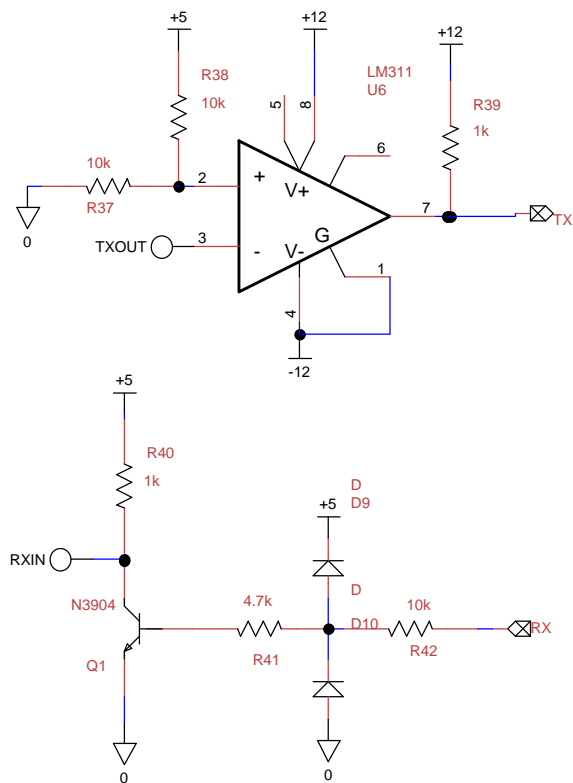 +5
+12
+12
LM311
U6
R38
10k
5
8
R39
1k
6
10k
2
+
V+
R37
7
TX
0
TXOUT
3
-
V-
G
1
4
-12
+5
R40
1k
D
D9
+5
RXIN
N3904
4.7k
D
10k
D10
RX
Q1
R41
R42
0
0